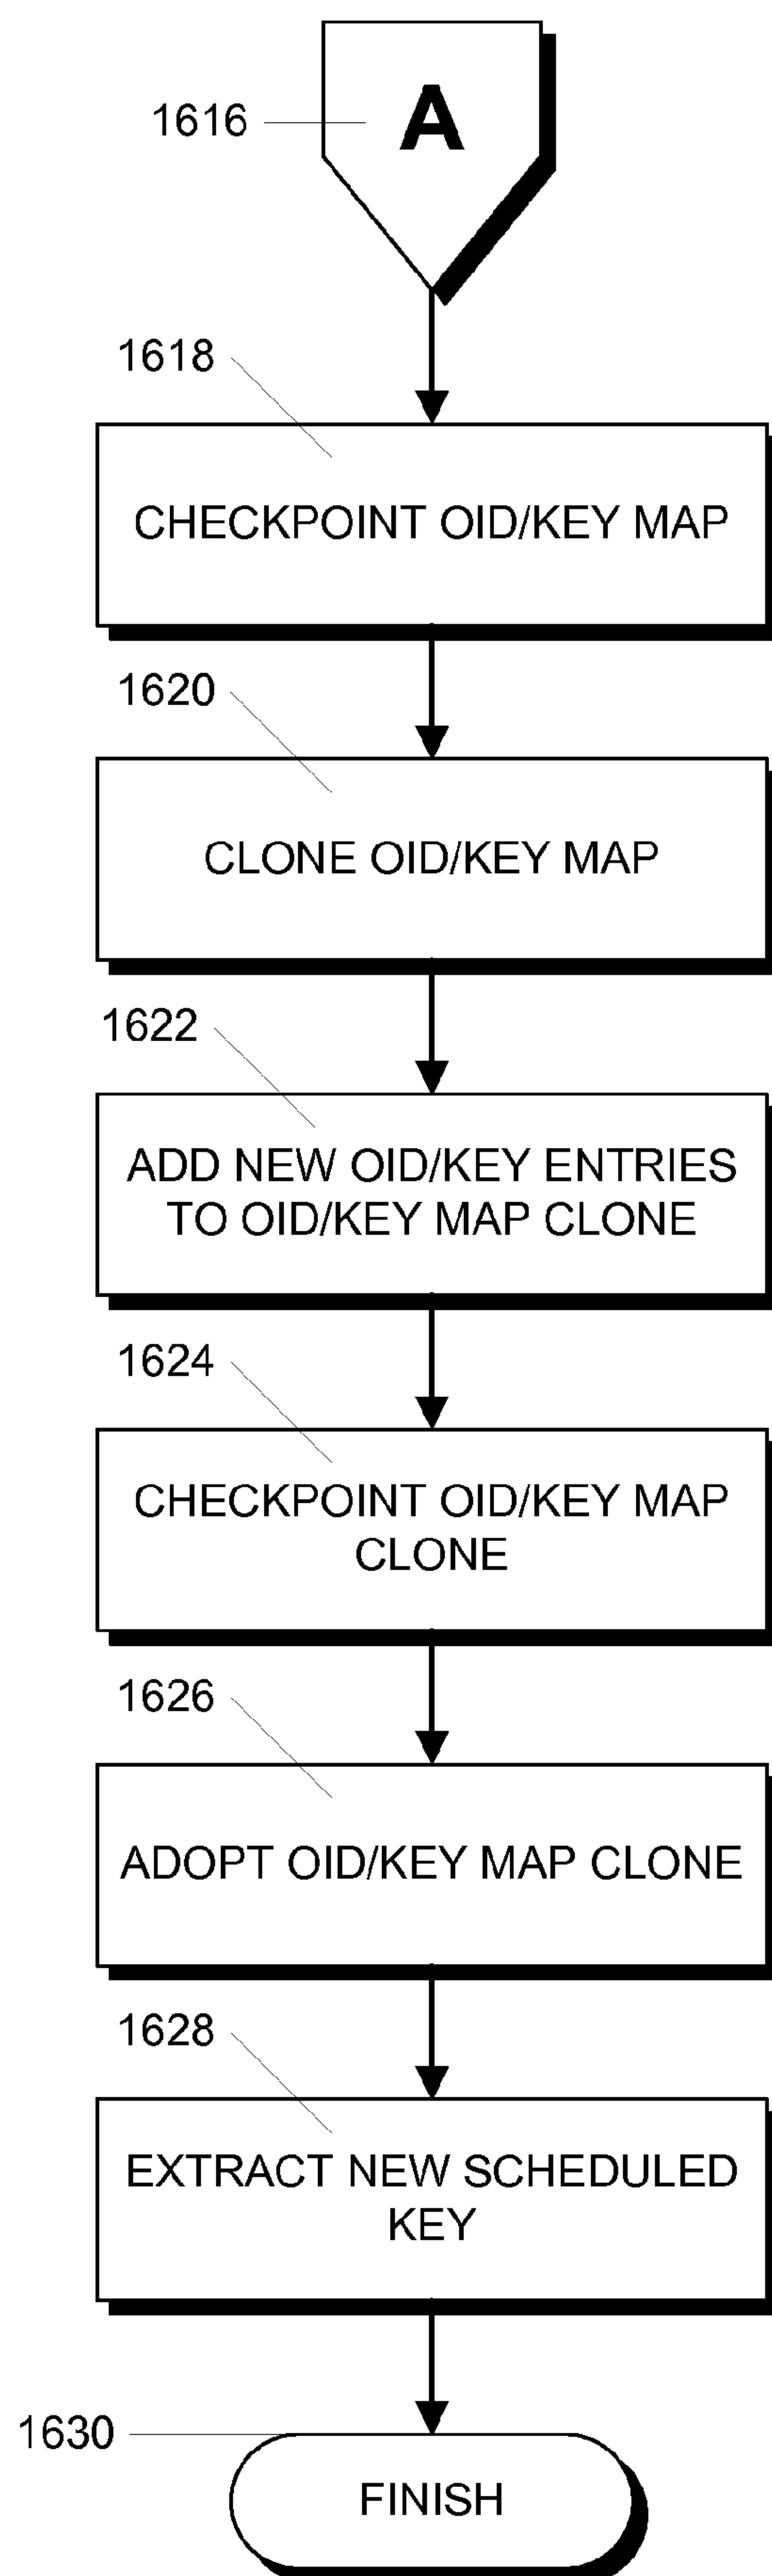 1616
A
1618
CHECKPOINT OID/KEY MAP
1620
CLONE OID/KEY MAP
1622
ADD NEW OID/KEY ENTRIES
TO OID/KEY MAP CLONE
1624
CHECKPOINT OID/KEY MAP
CLONE
1626
ADOPT OID/KEY MAP CLONE
1628
EXTRACT NEW SCHEDULED
KEY
1630
FINISH